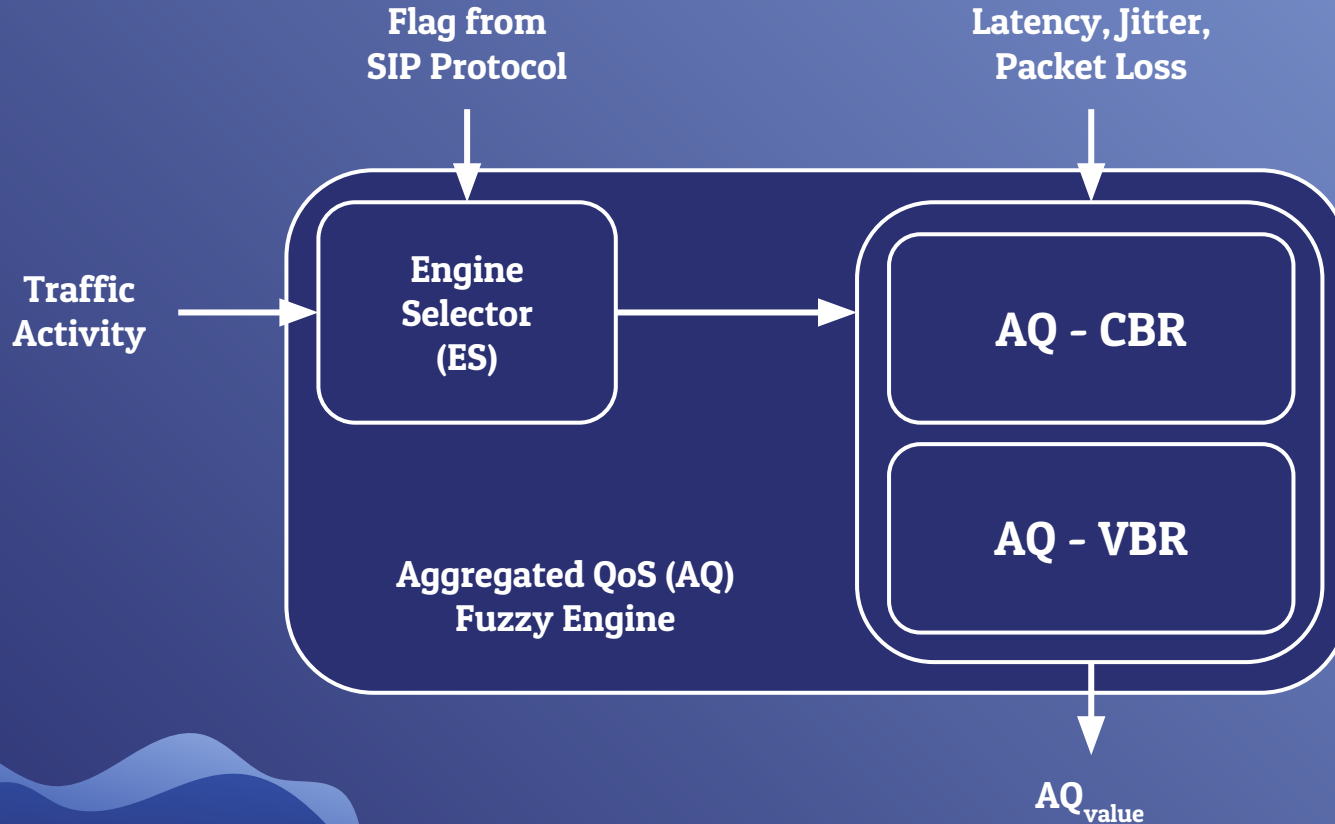 Flag from
SIP Protocol
Latency, Jitter,
Packet Loss
Traffic
Activity
Engine
Selector
(ES)
AQ - CBR
AQ - VBR
Aggregated QoS (AQ)
Fuzzy Engine
AQvalue